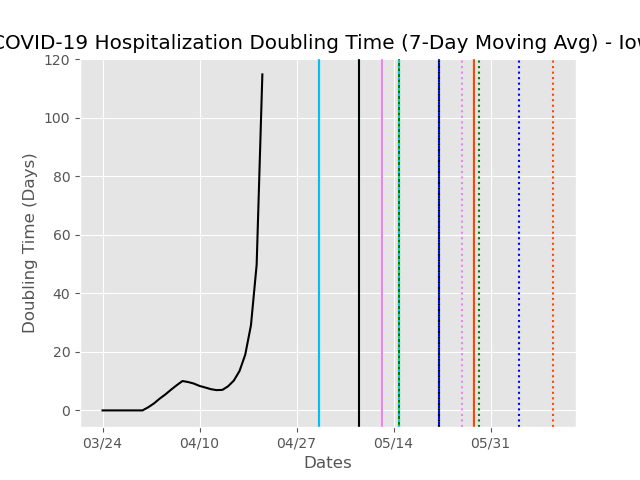 COVID-19 Hospitalization Doubling Time (7-Day Moving Avg) - Iow
120
100
80
60
40
20
0
Doubling Time (Days)
03/24 04/10 04/27 05/14 05/31
Dates